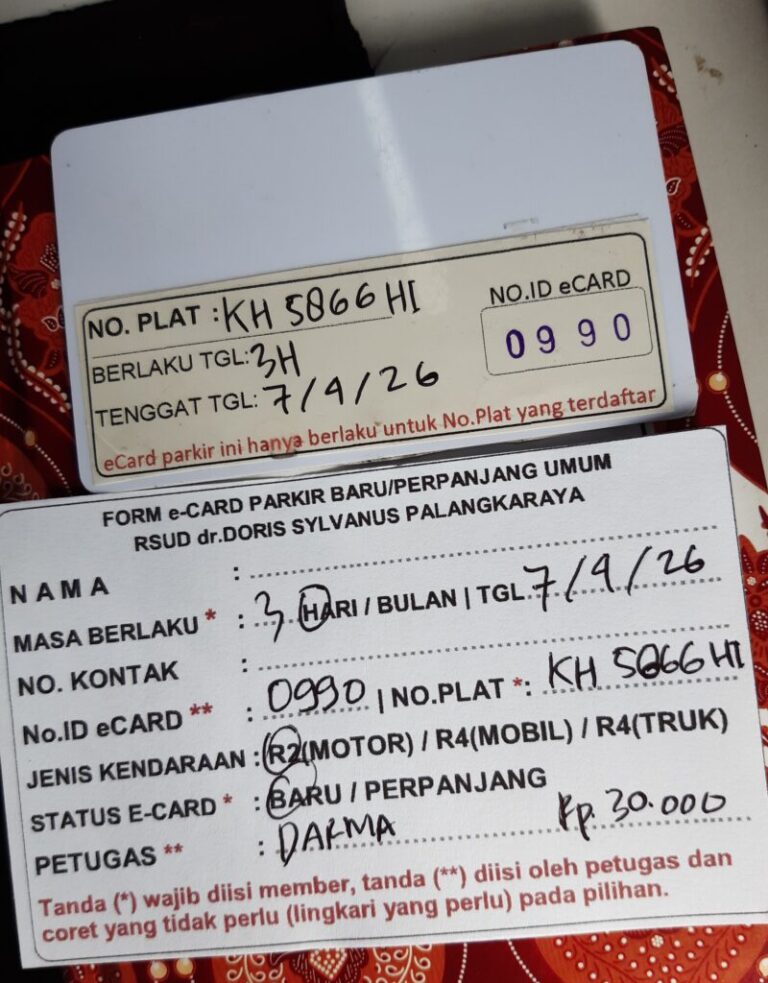 NO. PLAT : KH 5866 HI
NO.ID eCARD
0990
BERLAKU TGL: 3H
TENGGAT TGL: 7/4/26
eCard parkir ini hanya berlaku untuk No.Plat yang terdaftar
FORM e-CARD PARKIR BARU/PERPANJANG UMUM
RSUD dr.DORIS SYLVANUS PALANGKARAYA
NAMA :
MASA BERLAKU * : 3 HARI / BULAN | TGL. 7/4/26
NO. KONTAK :
No.ID eCARD ** : 0990 | NO.PLAT *: KH 5866 HI
JENIS KENDARAAN : R2(MOTOR) / R4(MOBIL) / R4(TRUK)
STATUS E-CARD * : BARU / PERPANJANG
PETUGAS ** : DARMA Rp. 30.000
Tanda (*) wajib diisi member, tanda (**) diisi oleh petugas dan
coret yang tidak perlu (lingkari yang perlu) pada pilihan.